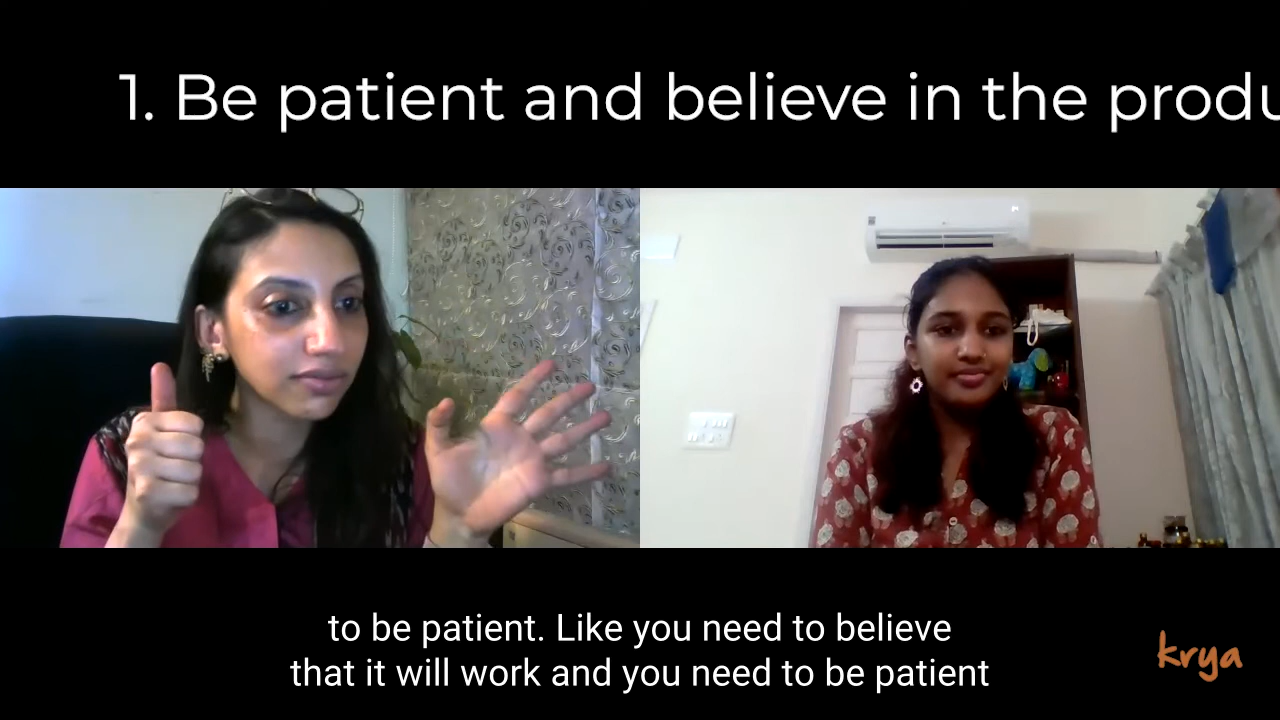 1. Be patient and believe in the produ
to be patient. Like you need to believe
that it will work and you need to be patient
krya